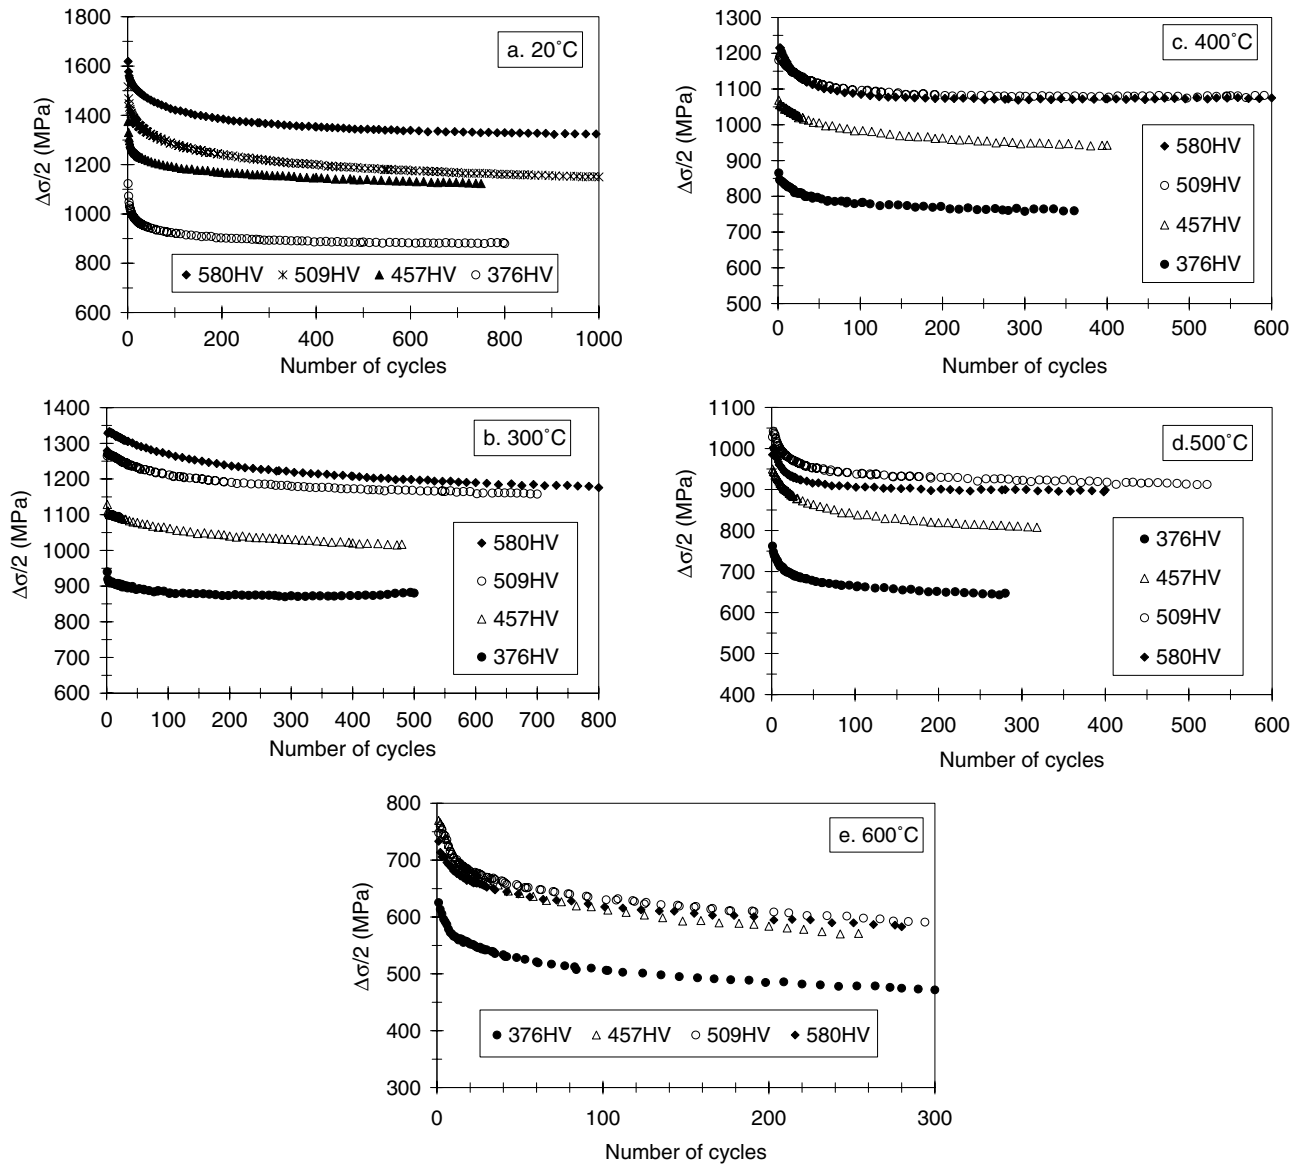 a. 20˚C
Δσ/2 (MPa)
1800
1600
1400
1200
1000
800
600
580HV 509HV 457HV 376HV
0 200 400 600 800 1000
Number of cycles
c. 400˚C
Δσ/2 (MPa)
1300
1200
1100
1000
900
800
700
600
500
580HV
509HV
457HV
376HV
0 100 200 300 400 500 600
Number of cycles
b. 300˚C
Δσ/2 (MPa)
1400
1300
1200
1100
1000
900
800
700
600
580HV
509HV
457HV
376HV
0 100 200 300 400 500 600 700 800
Number of cycles
d.500˚C
Δσ/2 (MPa)
1100
1000
900
800
700
600
500
400
376HV
457HV
509HV
580HV
0 100 200 300 400 500 600
Number of cycles
e. 600˚C
Δσ/2 (MPa)
800
700
600
500
400
300
376HV 457HV 509HV 580HV
0 100 200 300
Number of cycles